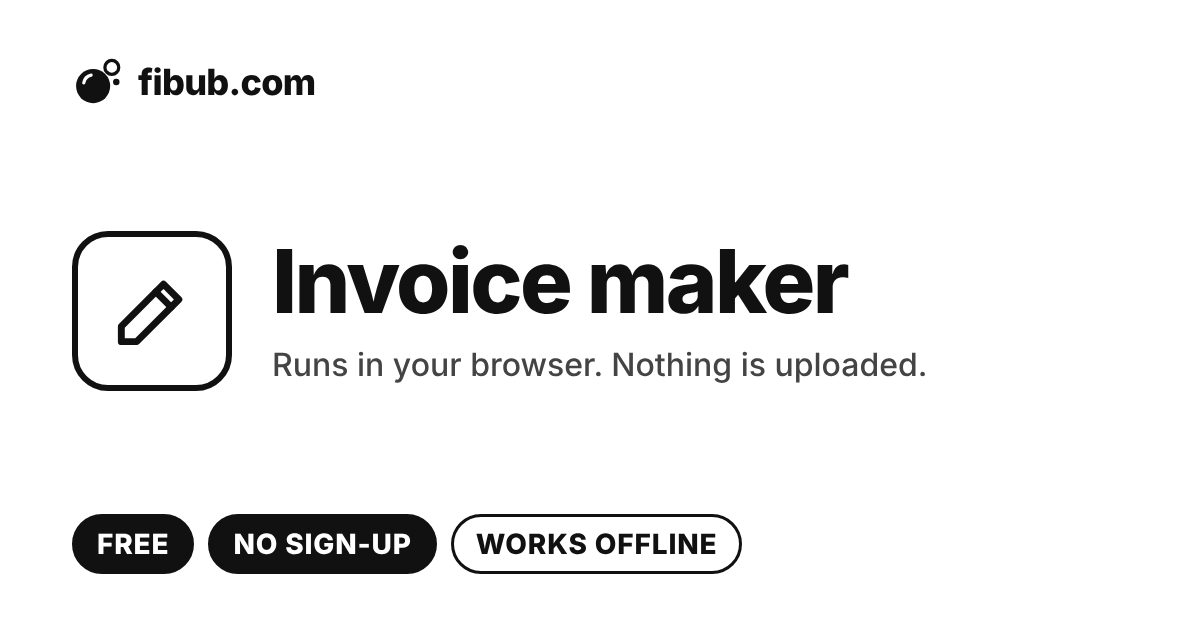 fibub.com
Invoice maker
Runs in your browser. Nothing is uploaded.
FREE NO SIGN-UP WORKS OFFLINE